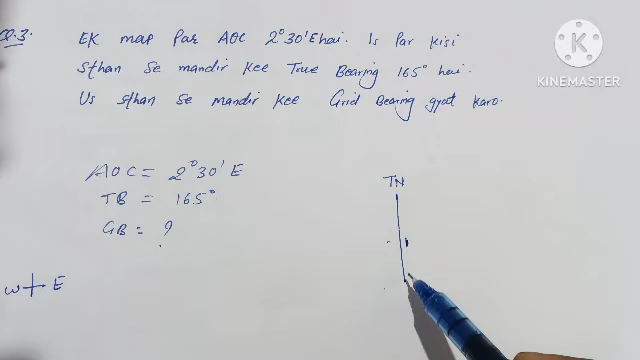 Q.3. EK map Par AOC 2°30'E hai. Is Par Kisi
Sthan Se mandir Kee True Bearing 165° hai.
Us sthan se mandir Kee Grid Bearing gyat Karo.
AOC = 2°30' E
TB = 165°
GB = ?
TN
W E
K
KINEMASTER